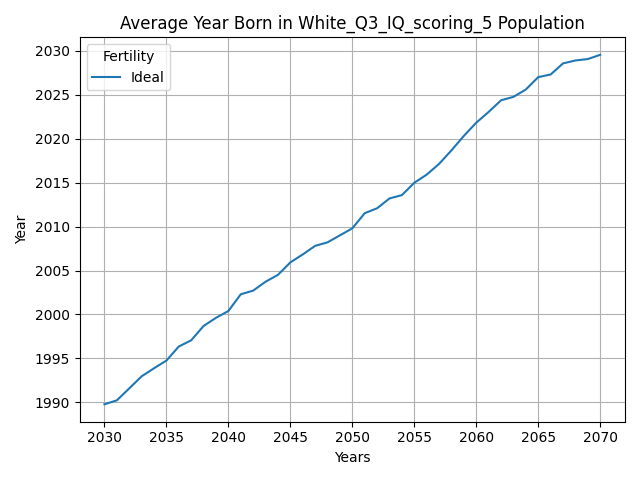 Average Year Born in White_Q3_IQ_scoring_5 Population
Fertility
Ideal
2030
2025
2020
2015
2010
2005
2000
1995
1990
Year
2030 2035 2040 2045 2050 2055 2060 2065 2070
Years